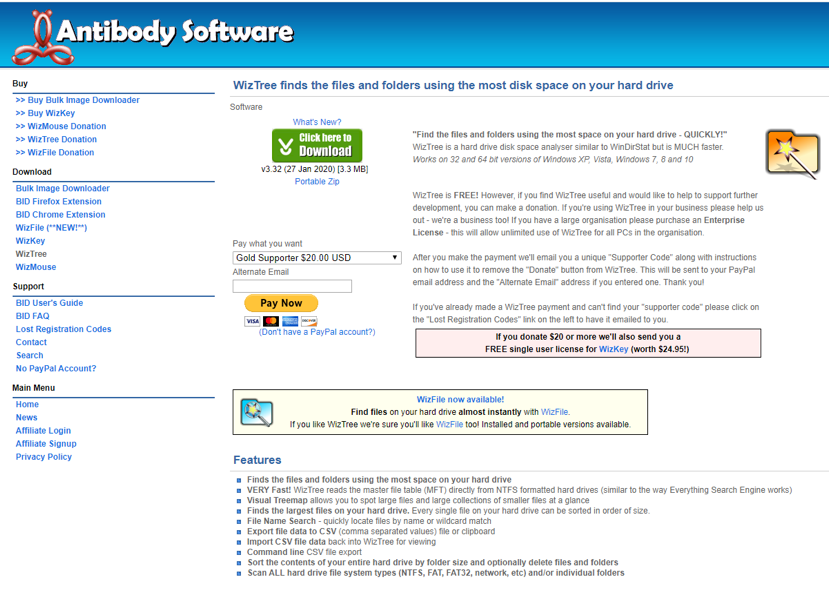 Antibody Software
Buy
>> Buy Bulk Image Downloader
>> Buy WizKey
>> WizMouse Donation
>> WizTree Donation
>> WizFile Donation
Download
Bulk Image Downloader
BID Firefox Extension
BID Chrome Extension
WizFile (**NEW!**)
WizKey
WizTree
WizMouse
Support
BID User's Guide
BID FAQ
Lost Registration Codes
Contact
Search
No PayPal Account?
Main Menu
Home
News
Affiliate Login
Affiliate Signup
Privacy Policy
WizTree finds the files and folders using the most disk space on your hard drive
Software
What's New?
Click here to
Download
v3.32 (27 Jan 2020) [3.3 MB]
Portable Zip
Pay what you want
Gold Supporter $20.00 USD
Alternate Email
Pay Now
VISA
(Don't have a PayPal account?)
"Find the files and folders using the most space on your hard drive - QUICKLY!"
WizTree is a hard drive disk space analyser similar to WinDirStat but is MUCH faster.
Works on 32 and 64 bit versions of Windows XP, Vista, Windows 7, 8 and 10
WizTree is FREE! However, if you find WizTree useful and would like to help to support further
development, you can make a donation. If you're using WizTree in your business please help us
out - we're a business too! If you have a large organisation please purchase an Enterprise
License - this will allow unlimited use of WizTree for all PCs in the organisation.
After you make the payment we'll email you a unique "Supporter Code" along with instructions
on how to use it to remove the "Donate" button from WizTree. This will be sent to your PayPal
email address and the "Alternate Email" address if you entered one. Thank you!
If you've already made a WizTree payment and can't find your "supporter code" please click on
the "Lost Registration Codes" link on the left to have it emailed to you.
If you donate $20 or more we'll also send you a
FREE single user license for WizKey (worth $24.95!)
WizFile now available!
Find files on your hard drive almost instantly with WizFile.
If you like WizTree we're sure you'll like WizFile too! Installed and portable versions available.
Features
Finds the files and folders using the most space on your hard drive
VERY Fast! WizTree reads the master file table (MFT) directly from NTFS formatted hard drives (similar to the way Everything Search Engine works)
Visual Treemap allows you to spot large files and large collections of smaller files at a glance
Finds the largest files on your hard drive. Every single file on your hard drive can be sorted in order of size.
File Name Search - quickly locate files by name or wildcard match
Export file data to CSV (comma separated values) file or clipboard
Import CSV file data back into WizTree for viewing
Command line CSV file export
Sort the contents of your entire hard drive by folder size and optionally delete files and folders
Scan ALL hard drive file system types (NTFS, FAT, FAT32, network, etc) and/or individual folders